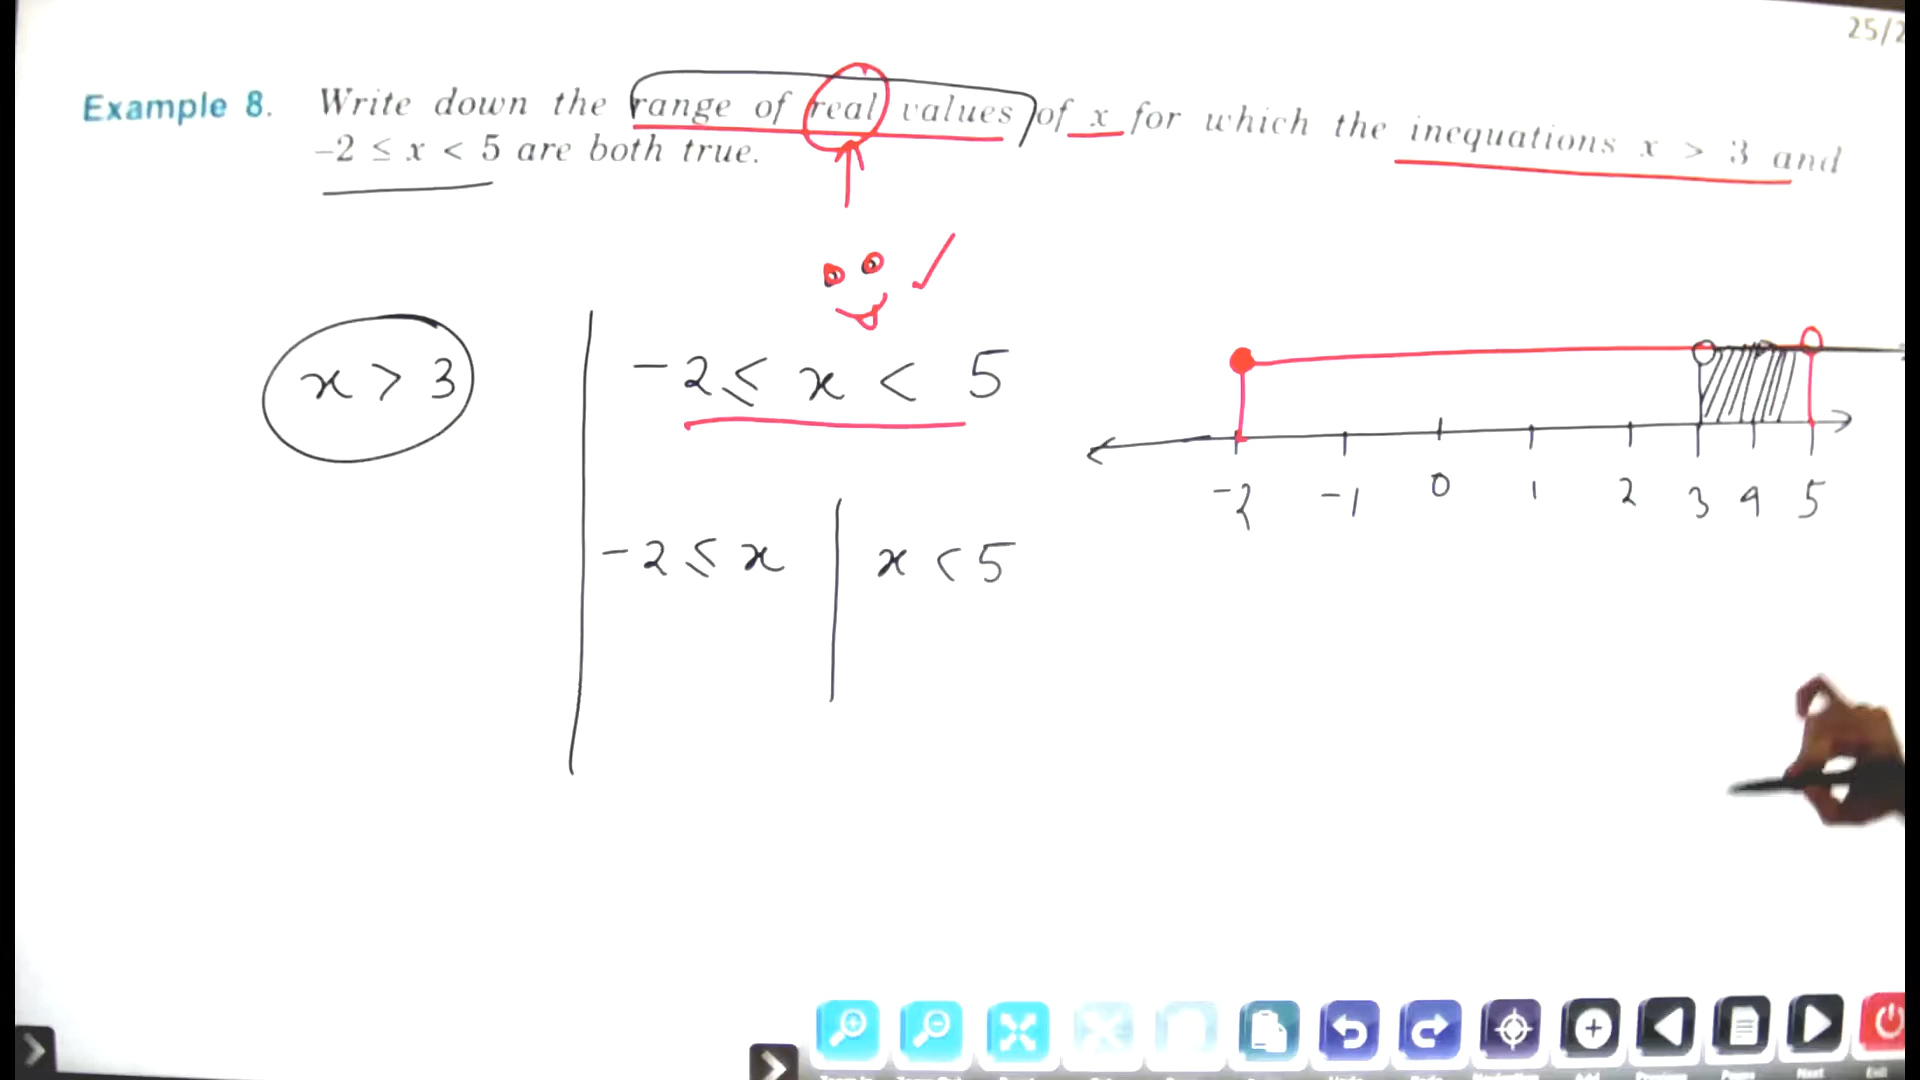 25/2
Example 8. Write down the range of real values of x for which the inequations x > 3 and
-2 ≤ x < 5 are both true.
x > 3
-2 ≤ x < 5
-2 ≤ x
x < 5
-2 -1 0 1 2 3 4 5